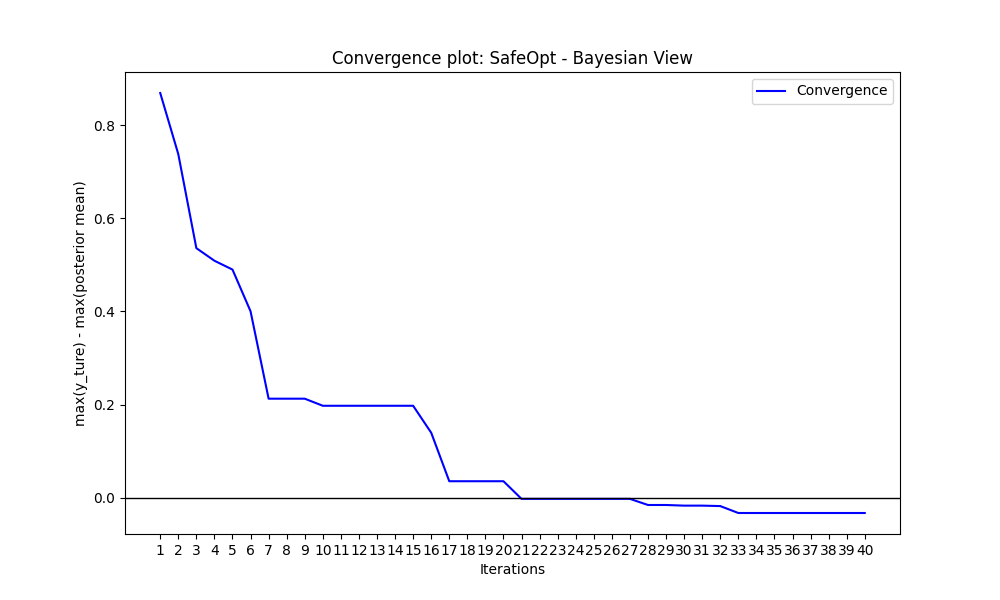 Convergence plot: SafeOpt - Bayesian View
Convergence
max(y_ture) - max(posterior mean)
0.8
0.6
0.4
0.2
0.0
1 2 3 4 5 6 7 8 9 10 11 12 13 14 15 16 17 18 19 20 21 22 23 24 25 26 27 28 29 30 31 32 33 34 35 36 37 38 39 40
Iterations